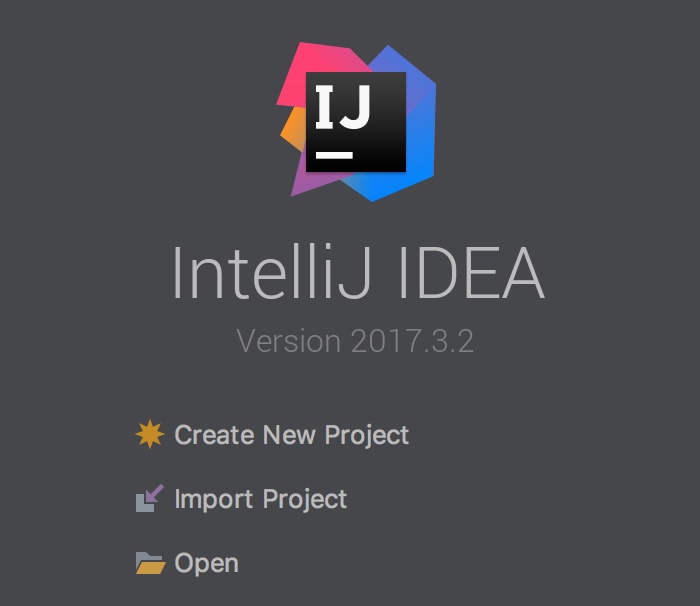 IJ
IntelliJ IDEA
Version 2017.3.2
Create New Project
Import Project
Open